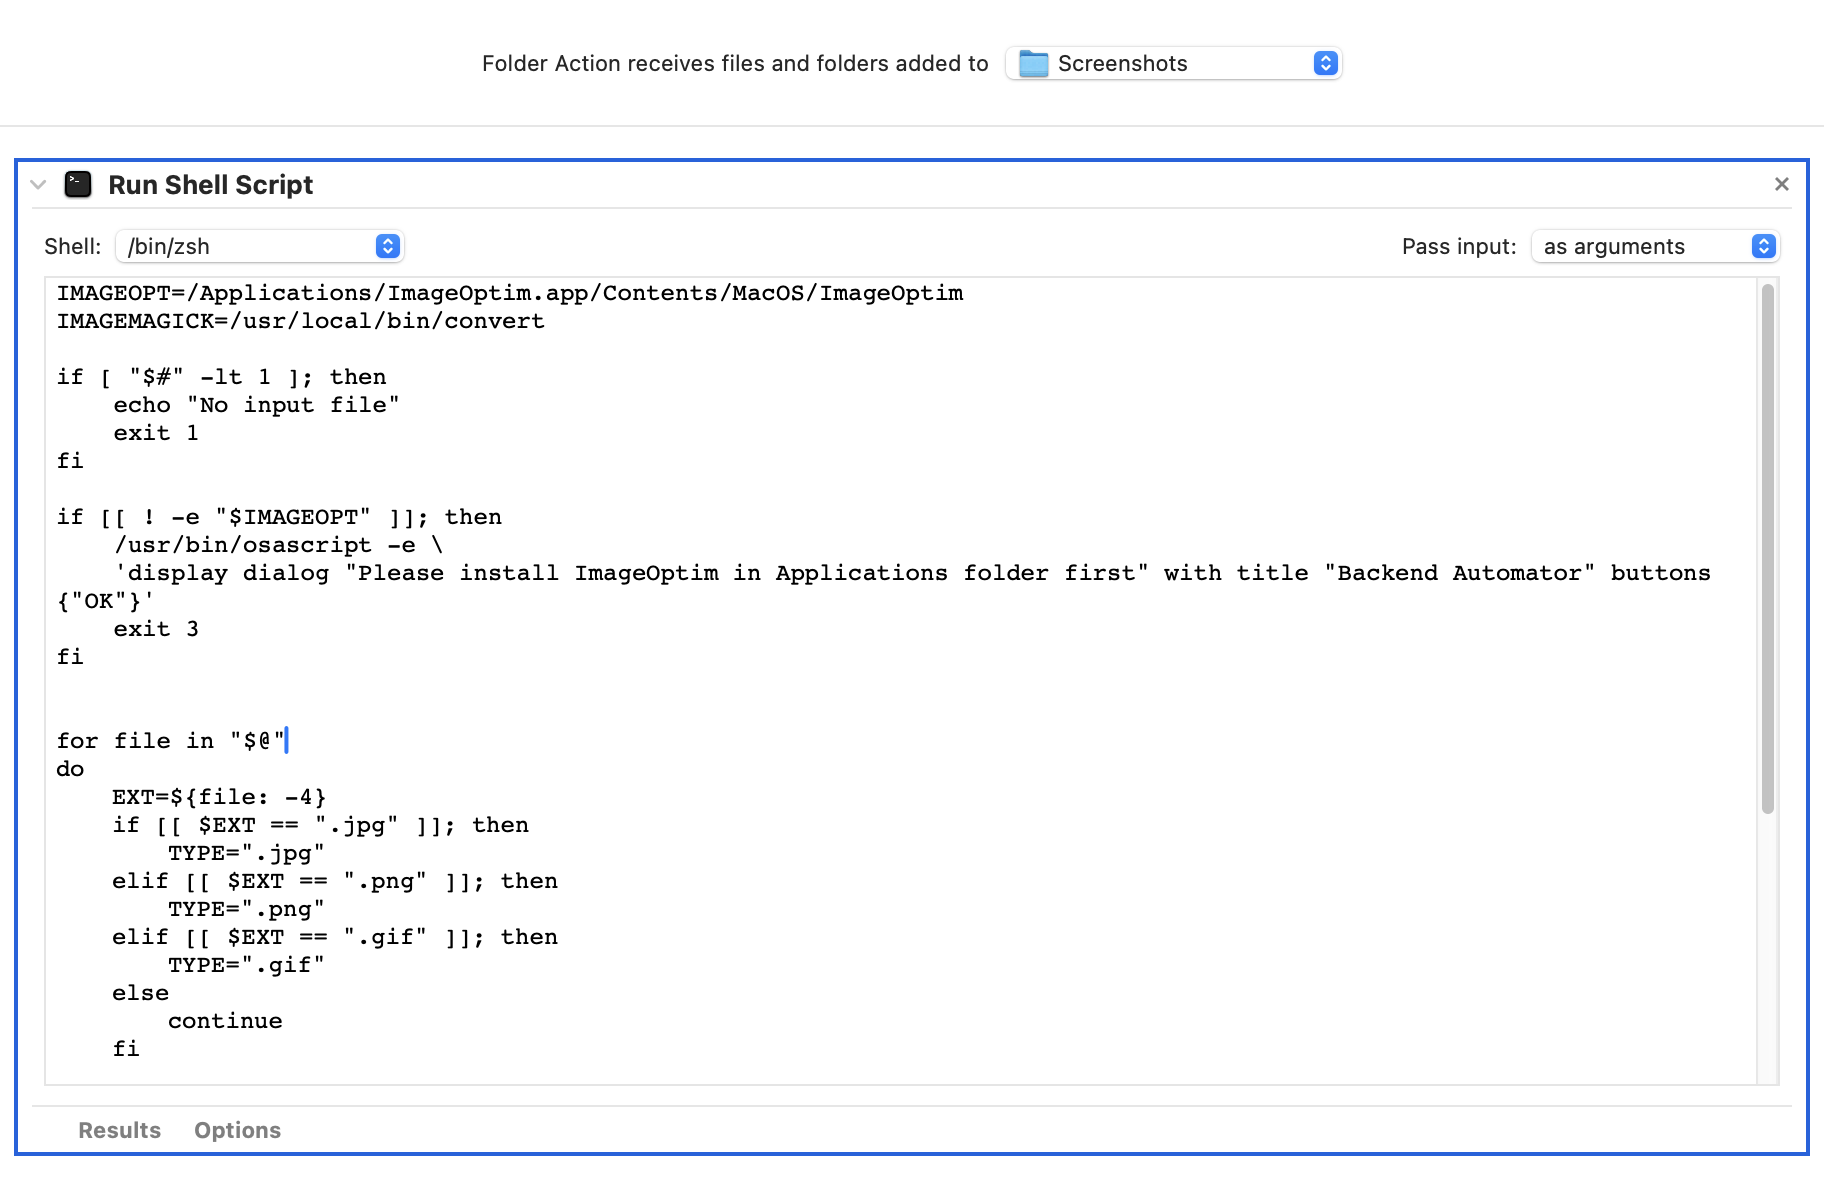 Folder Action receives files and folders added to Screenshots
Run Shell Script
Shell: /bin/zsh Pass input: as arguments
IMAGEOPT=/Applications/ImageOptim.app/Contents/MacOS/ImageOptim
IMAGEMAGICK=/usr/local/bin/convert
if [ "$#" -lt 1 ]; then
    echo "No input file"
    exit 1
fi
if [[ ! -e "$IMAGEOPT" ]]; then
    /usr/bin/osascript -e \
    'display dialog "Please install ImageOptim in Applications folder first" with title "Backend Automator" buttons
{"OK"}'
    exit 3
fi
for file in "$@"
do
    EXT=${file: -4}
    if [[ $EXT == ".jpg" ]]; then
        TYPE=".jpg"
    elif [[ $EXT == ".png" ]]; then
        TYPE=".png"
    elif [[ $EXT == ".gif" ]]; then
        TYPE=".gif"
    else
        continue
    fi
Results Options